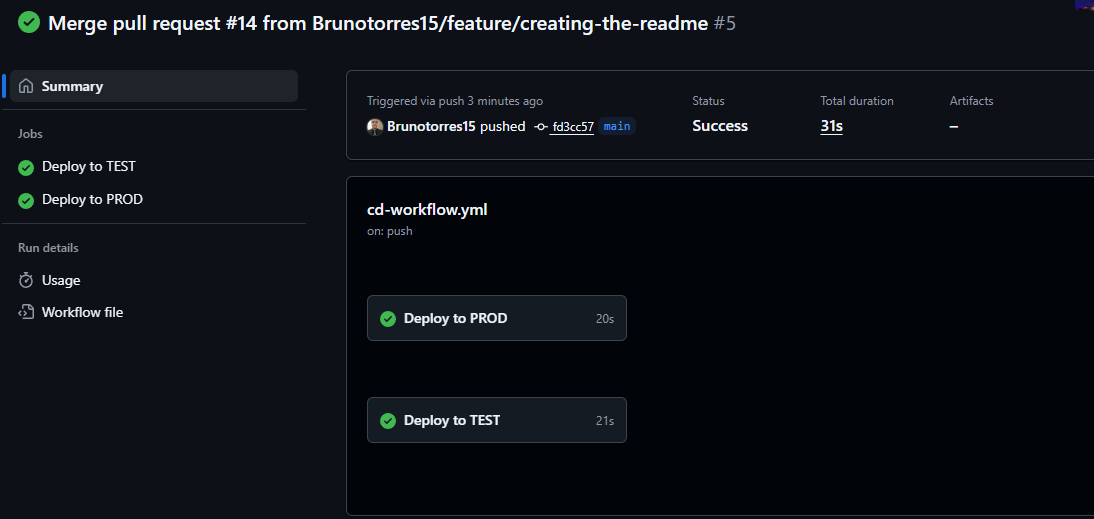 Merge pull request #14 from Brunotorres15/feature/creating-the-readme #5
Summary
Jobs
Deploy to TEST
Deploy to PROD
Run details
Usage
Workflow file
Triggered via push 3 minutes ago
Brunotorres15 pushed fd3cc57 main
Status
Success
Total duration
31s
Artifacts
–
cd-workflow.yml
on: push
Deploy to PROD 20s
Deploy to TEST 21s